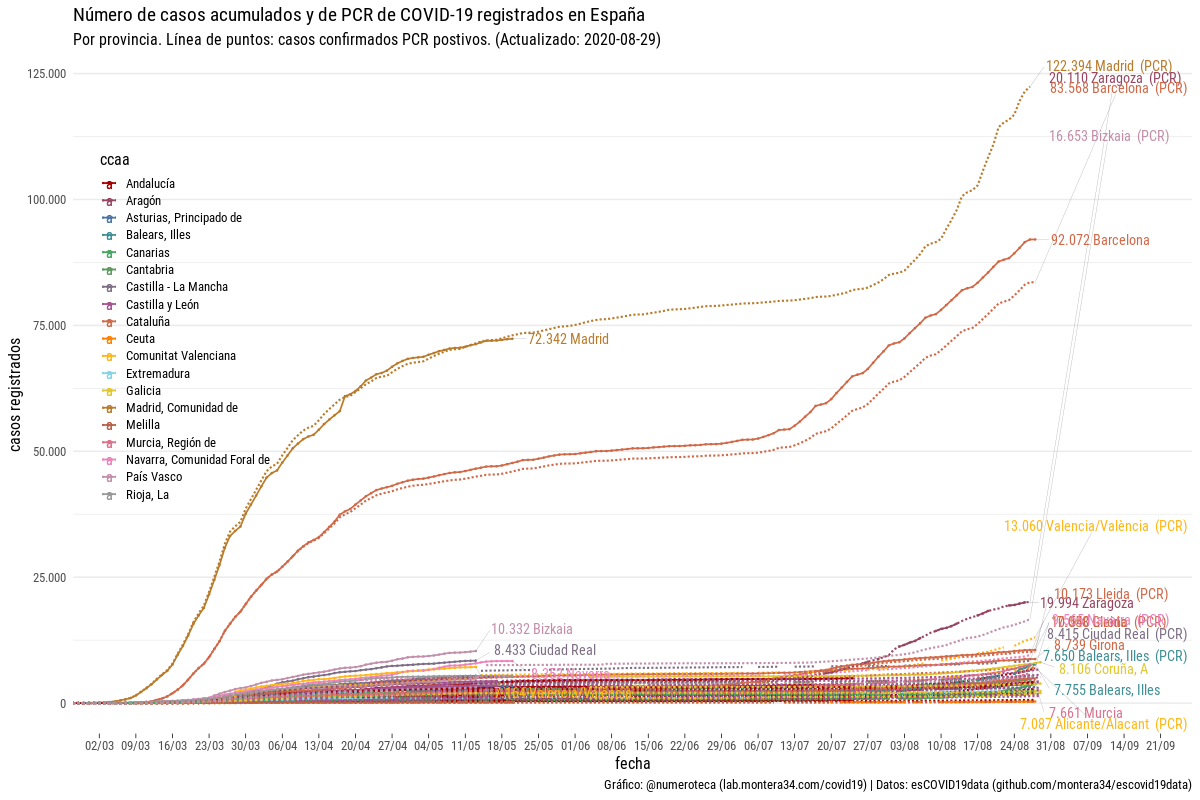 Número de casos acumulados y de PCR de COVID-19 registrados en España
Por provincia. Línea de puntos: casos confirmados PCR postivos. (Actualizado: 2020-08-29)
casos registrados
125.000
100.000
75.000
50.000
25.000
0
ccaa
Andalucía
Aragón
Asturias, Principado de
Balears, Illes
Canarias
Cantabria
Castilla - La Mancha
Castilla y León
Cataluña
Ceuta
Comunitat Valenciana
Extremadura
Galicia
Madrid, Comunidad de
Melilla
Murcia, Región de
Navarra, Comunidad Foral de
País Vasco
Rioja, La
122.394 Madrid (PCR)
20.110 Zaragoza (PCR)
83.568 Barcelona (PCR)
16.653 Bizkaia (PCR)
92.072 Barcelona
72.342 Madrid
13.060 Valencia/València (PCR)
10.173 Lleida (PCR)
19.994 Zaragoza
(PCR)
8.415 Ciudad Real (PCR)
8.739 Girona
7.650 Balears, Illes (PCR)
8.106 Coruña, A
7.755 Balears, Illes
7.661 Murcia
7.087 Alicante/Alacant (PCR)
10.332 Bizkaia
8.433 Ciudad Real
02/03 09/03 16/03 23/03 30/03 06/04 13/04 20/04 27/04 04/05 11/05 18/05 25/05 01/06 08/06 15/06 22/06 29/06 06/07 13/07 20/07 27/07 03/08 10/08 17/08 24/08 31/08 07/09 14/09 21/09
fecha
Gráfico: @numeroteca (lab.montera34.com/covid19) | Datos: esCOVID19data (github.com/montera34/escovid19data)